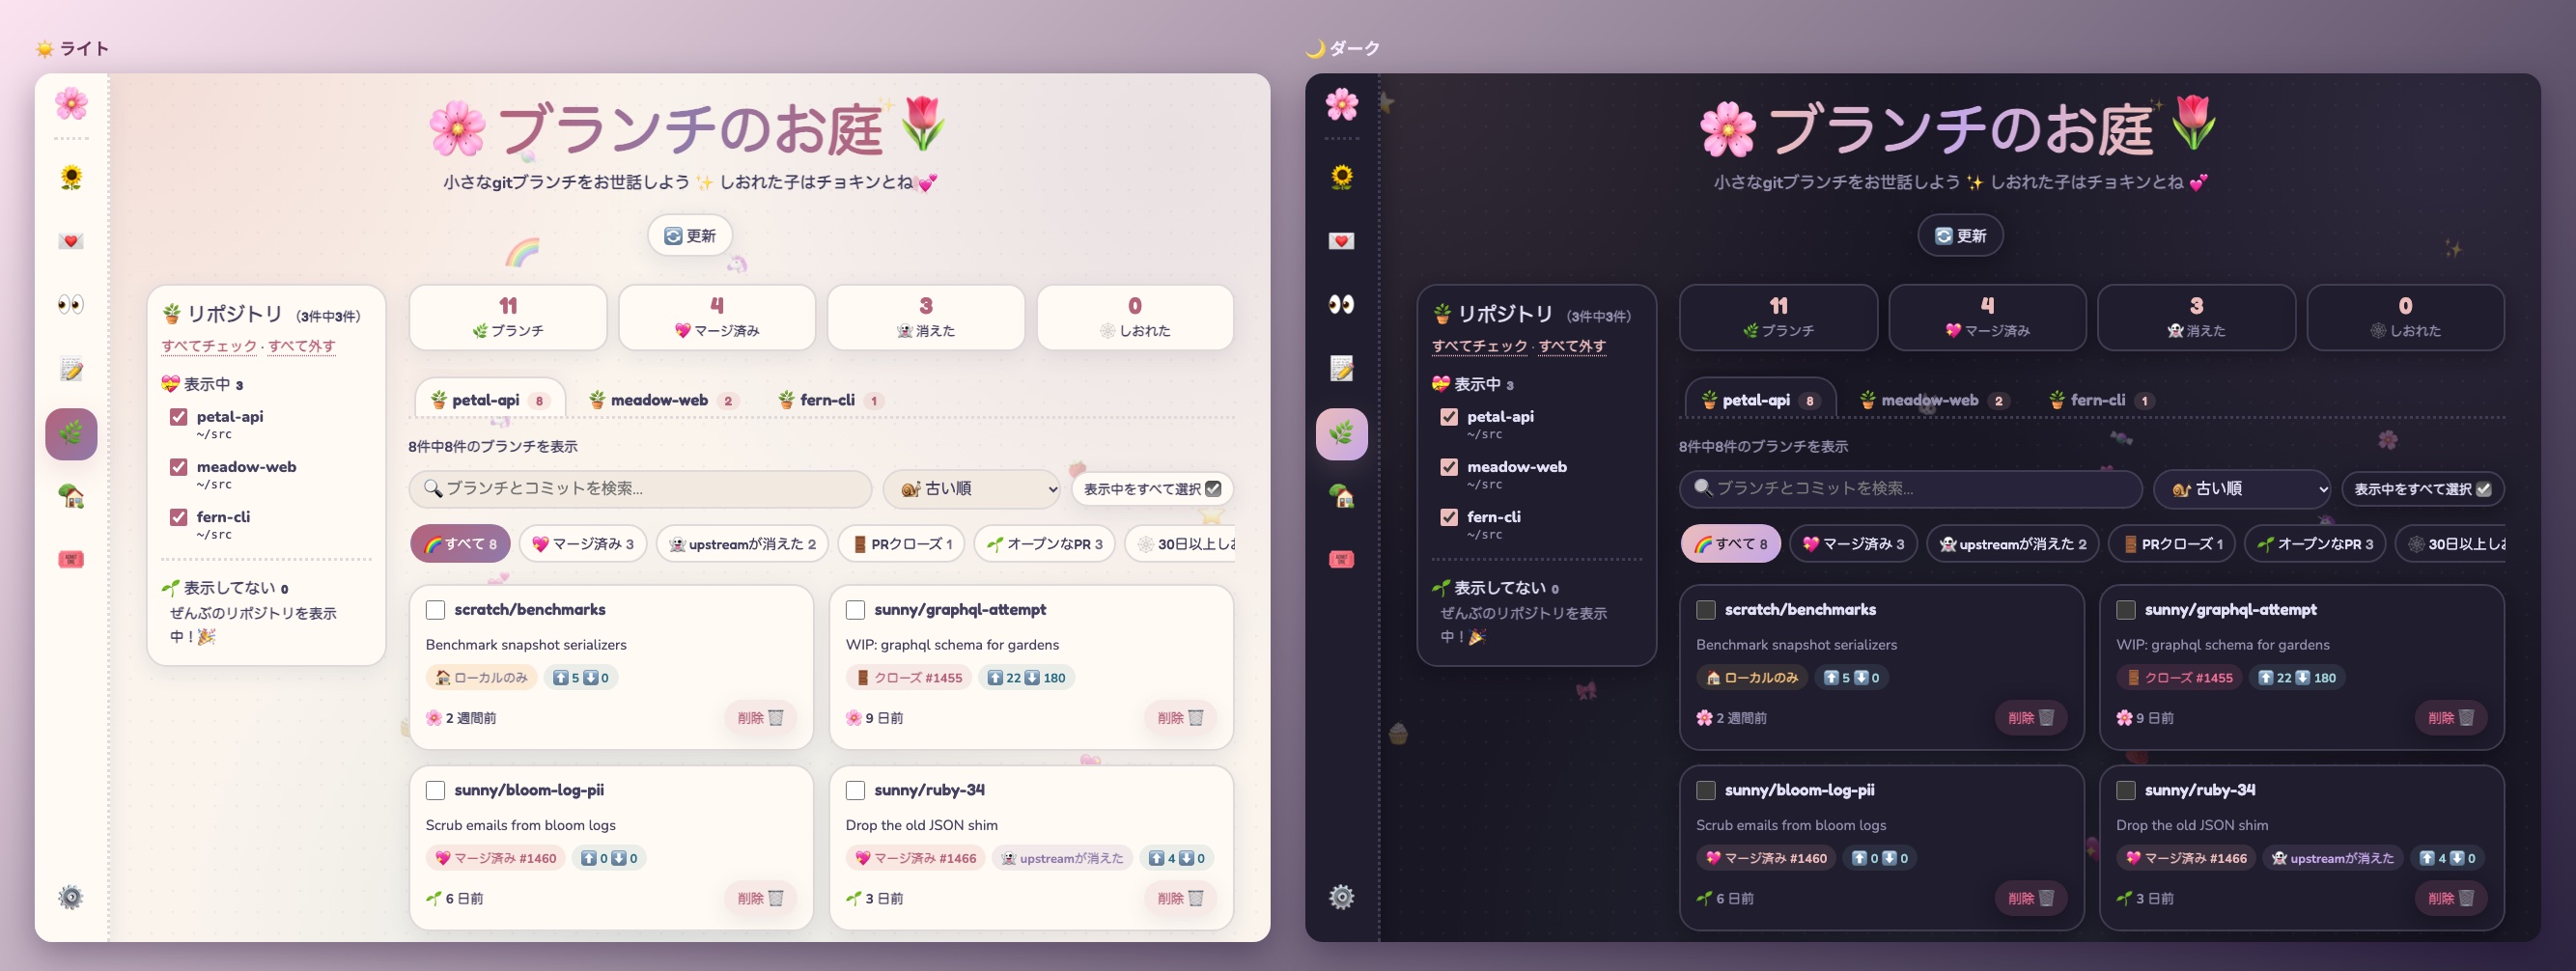 ライト
ブランチのお庭
小さなgitブランチをお世話しよう ✨ しおれた子はチョキンとね 💕
更新
リポジトリ (3件中3件)
すべてチェック · すべて外す
表示中 3
petal-api
~/src
meadow-web
~/src
fern-cli
~/src
表示してない 0
ぜんぶのリポジトリを表示
中！🎉
11
ブランチ
4
マージ済み
3
消えた
0
しおれた
petal-api 8
meadow-web 2
fern-cli 1
8件中8件のブランチを表示
ブランチとコミットを検索...
古い順
表示中をすべて選択
すべて 8
マージ済み 3
upstreamが消えた 2
PRクローズ 1
オープンなPR 3
30日以上し
scratch/benchmarks
Benchmark snapshot serializers
ローカルのみ
⬆️ 5 ⬇️ 0
2 週間前
削除
sunny/graphql-attempt
WIP: graphql schema for gardens
クローズ #1455
⬆️ 22 ⬇️ 180
9 日前
削除
sunny/bloom-log-pii
Scrub emails from bloom logs
マージ済み #1460
⬆️ 0 ⬇️ 0
6 日前
削除
sunny/ruby-34
Drop the old JSON shim
マージ済み #1466
upstreamが消えた
⬆️ 4 ⬇️ 0
3 日前
削除
ダーク
ブランチのお庭
小さなgitブランチをお世話しよう ✨ しおれた子はチョキンとね 💕
更新
リポジトリ (3件中3件)
すべてチェック · すべて外す
表示中 3
petal-api
~/src
meadow-web
~/src
fern-cli
~/src
表示してない 0
ぜんぶのリポジトリを表示
中！🎉
11
ブランチ
4
マージ済み
3
消えた
0
しおれた
petal-api 8
meadow-web 2
fern-cli 1
8件中8件のブランチを表示
ブランチとコミットを検索...
古い順
表示中をすべて選択
すべて 8
マージ済み 3
upstreamが消えた 2
PRクローズ 1
オープンなPR 3
30日以上し
scratch/benchmarks
Benchmark snapshot serializers
ローカルのみ
⬆️ 5 ⬇️ 0
2 週間前
削除
sunny/graphql-attempt
WIP: graphql schema for gardens
クローズ #1455
⬆️ 22 ⬇️ 180
9 日前
削除
sunny/bloom-log-pii
Scrub emails from bloom logs
マージ済み #1460
⬆️ 0 ⬇️ 0
6 日前
削除
sunny/ruby-34
Drop the old JSON shim
マージ済み #1466
upstreamが消えた
⬆️ 4 ⬇️ 0
3 日前
削除